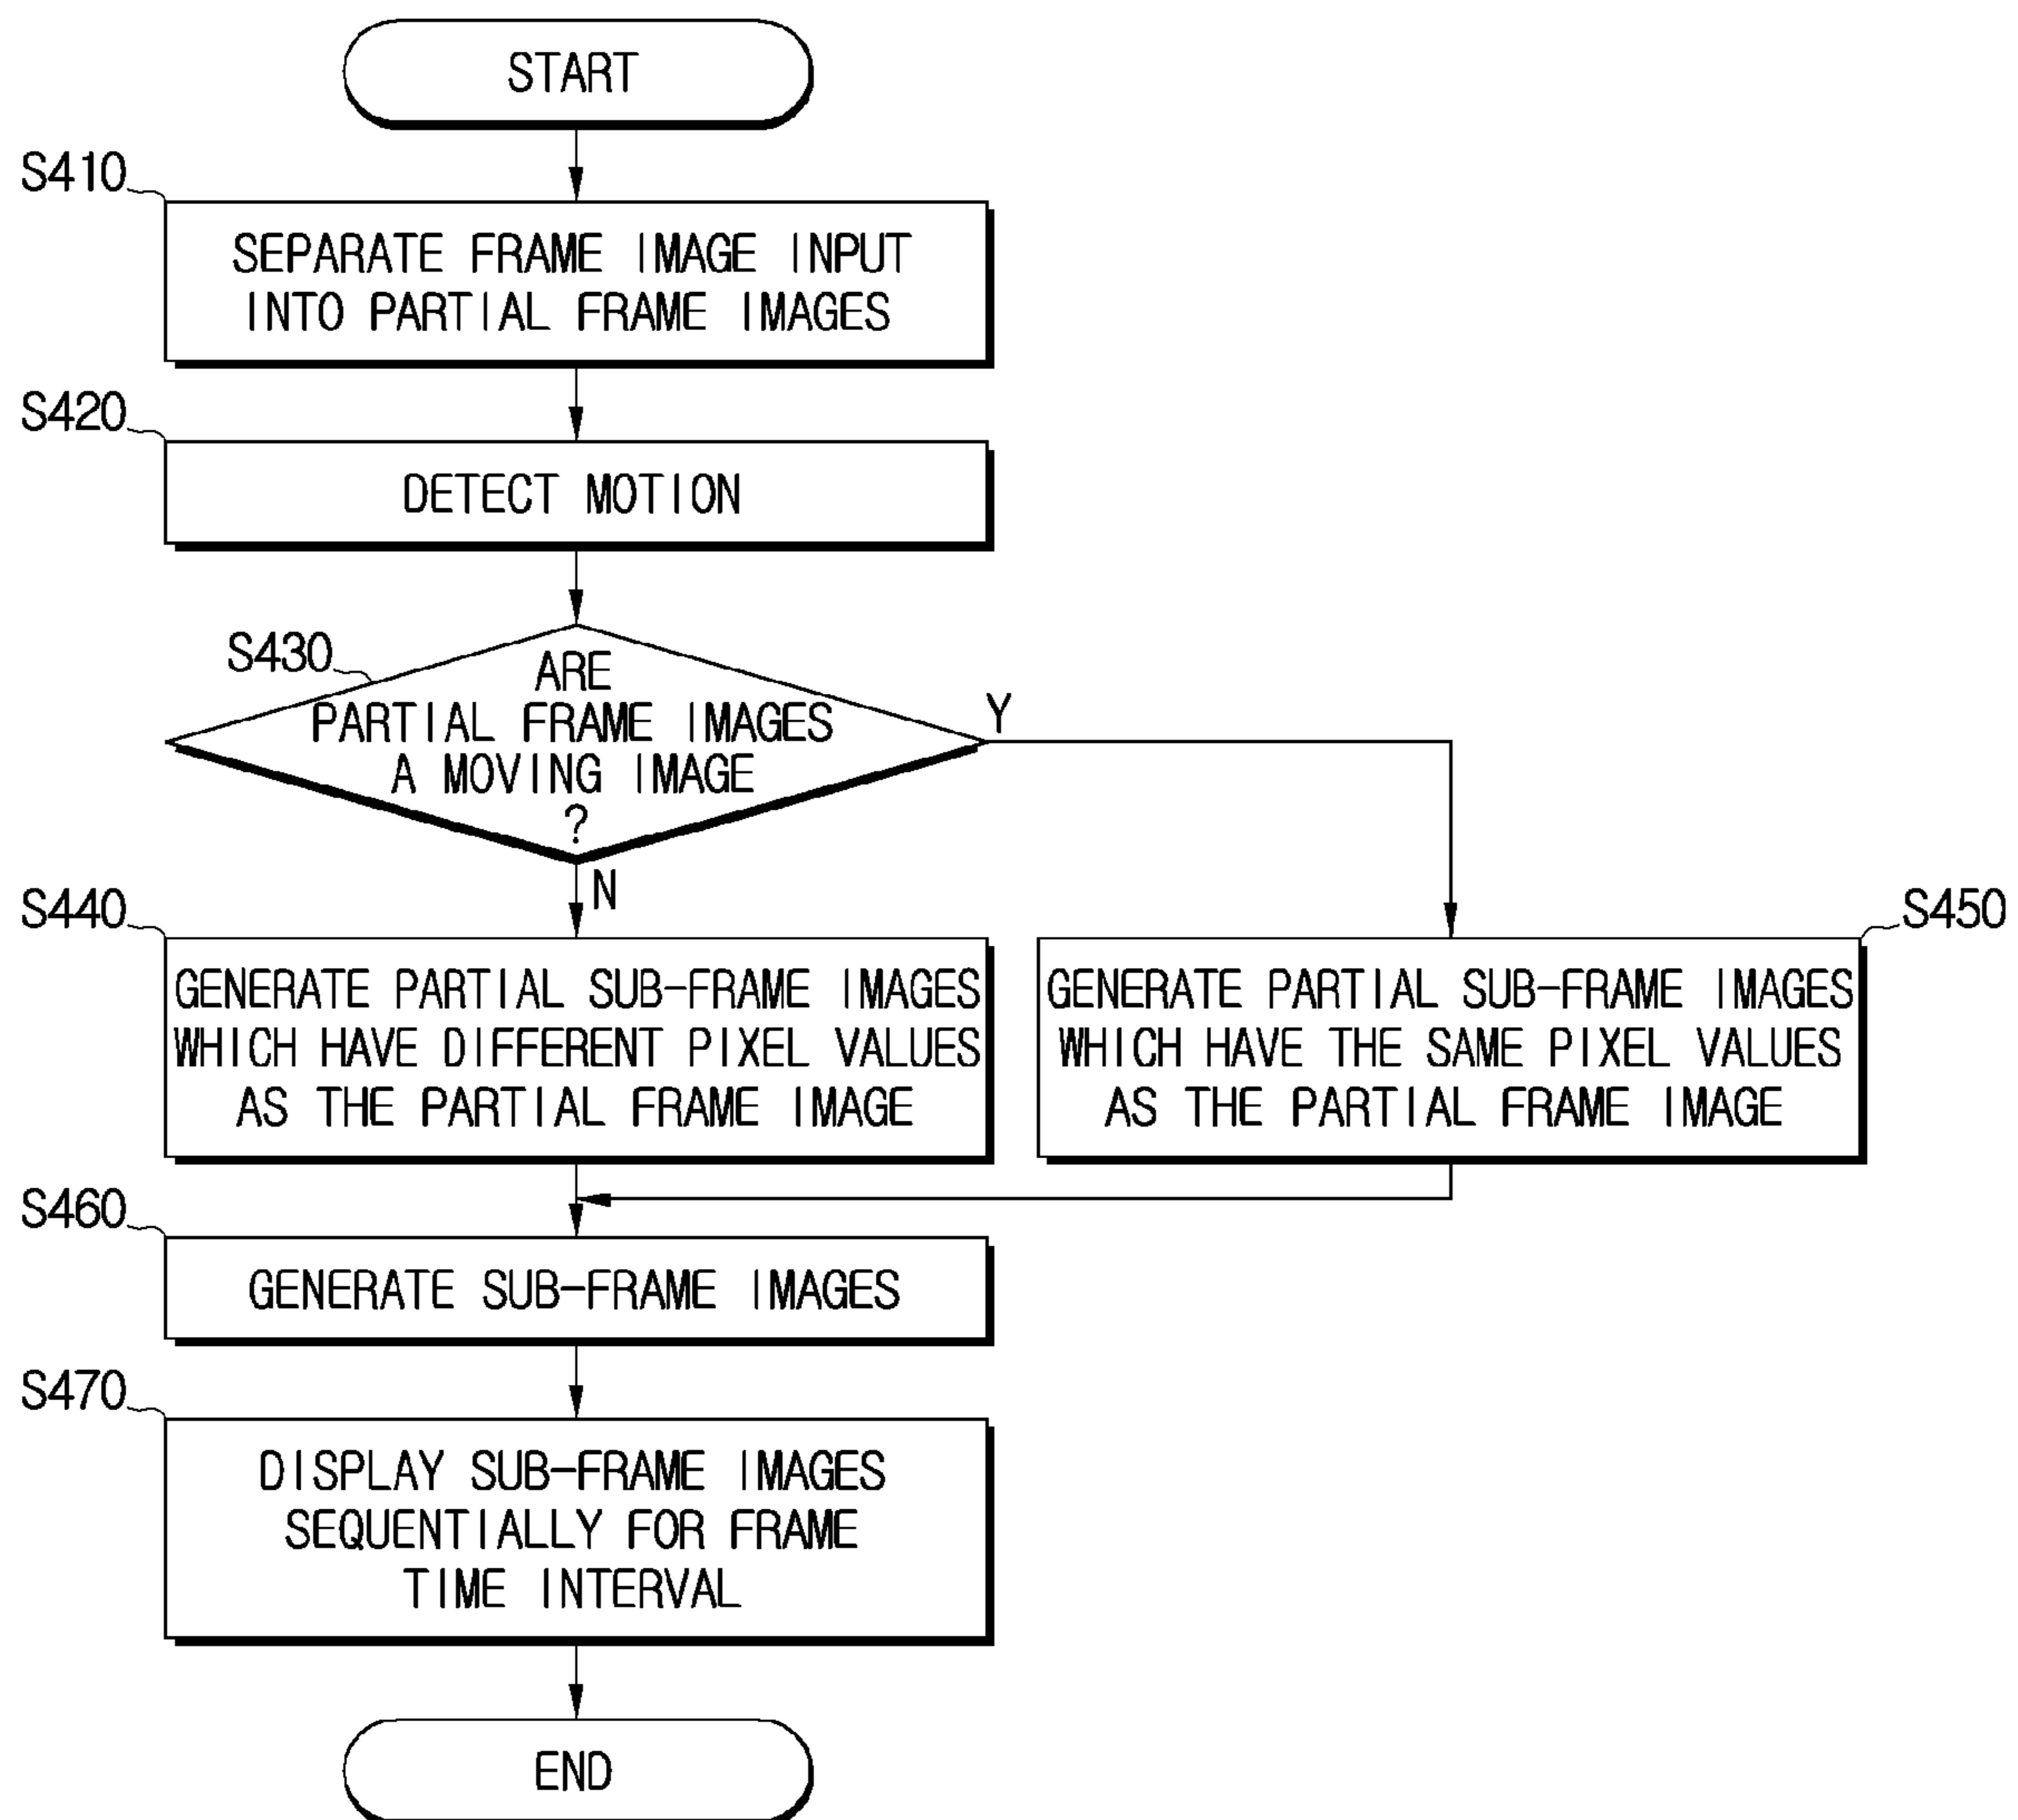 START
S410
SEPARATE FRAME IMAGE INPUT
INTO PARTIAL FRAME IMAGES
S420
DETECT MOTION
S430
ARE
PARTIAL FRAME IMAGES
A MOVING IMAGE
?
Y
N
S440
GENERATE PARTIAL SUB-FRAME IMAGES
WHICH HAVE DIFFERENT PIXEL VALUES
AS THE PARTIAL FRAME IMAGE
S450
GENERATE PARTIAL SUB-FRAME IMAGES
WHICH HAVE THE SAME PIXEL VALUES
AS THE PARTIAL FRAME IMAGE
S460
GENERATE SUB-FRAME IMAGES
S470
DISPLAY SUB-FRAME IMAGES
SEQUENTIALLY FOR FRAME
TIME INTERVAL
END